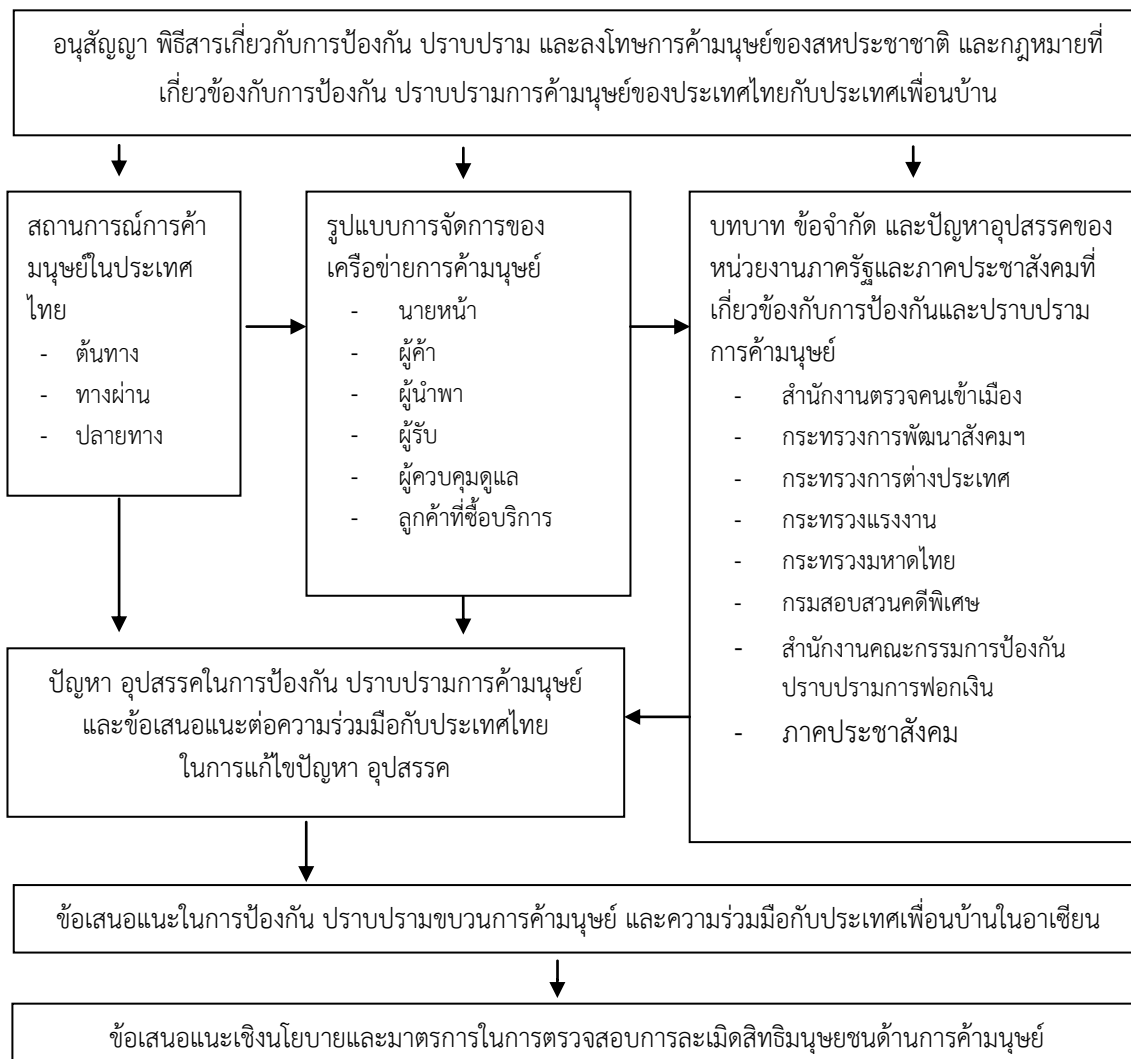 อนุสัญญา พิธีสารเกี่ยวกับการป้องกัน ปราบปราม และลงโทษการค้ามนุษย์ของสหประชาชาติ และกฎหมายที่
เกี่ยวข้องกับการป้องกัน ปราบปรามการค้ามนุษย์ของประเทศไทยกับประเทศเพื่อนบ้าน
สถานการณ์การค้า
มนุษย์ในประเทศ
ไทย
- ต้นทาง
- ทางผ่าน
- ปลายทาง
รูปแบบการจัดการของ
เครือข่ายการค้ามนุษย์
- นายหน้า
- ผู้ค้า
- ผู้นำพา
- ผู้รับ
- ผู้ควบคุมดูแล
- ลูกค้าที่ซื้อบริการ
บทบาท ข้อจำกัด และปัญหาอุปสรรคของ
หน่วยงานภาครัฐและภาคประชาสังคมที่
เกี่ยวข้องกับการป้องกันและปราบปราม
การค้ามนุษย์
- สำนักงานตรวจคนเข้าเมือง
- กระทรวงการพัฒนาสังคมฯ
- กระทรวงการต่างประเทศ
- กระทรวงแรงงาน
- กระทรวงมหาดไทย
- กรมสอบสวนคดีพิเศษ
- สำนักงานคณะกรรมการป้องกัน
ปราบปรามการฟอกเงิน
- ภาคประชาสังคม
ปัญหา อุปสรรคในการป้องกัน ปราบปรามการค้ามนุษย์
และข้อเสนอแนะต่อความร่วมมือกับประเทศไทย
ในการแก้ไขปัญหา อุปสรรค
ข้อเสนอแนะในการป้องกัน ปราบปรามขบวนการค้ามนุษย์ และความร่วมมือกับประเทศเพื่อนบ้านในอาเซียน
ข้อเสนอแนะเชิงนโยบายและมาตรการในการตรวจสอบการละเมิดสิทธิมนุษยชนด้านการค้ามนุษย์